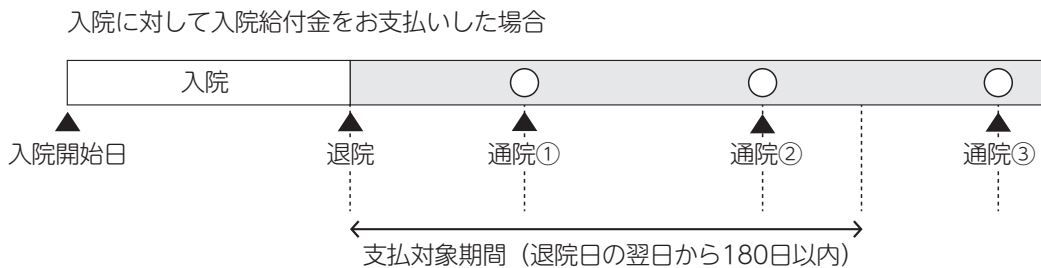 入院に対して入院給付金をお支払いした場合
入院
入院開始日 退院 通院① 通院② 通院③
支払対象期間（退院日の翌日から180日以内）